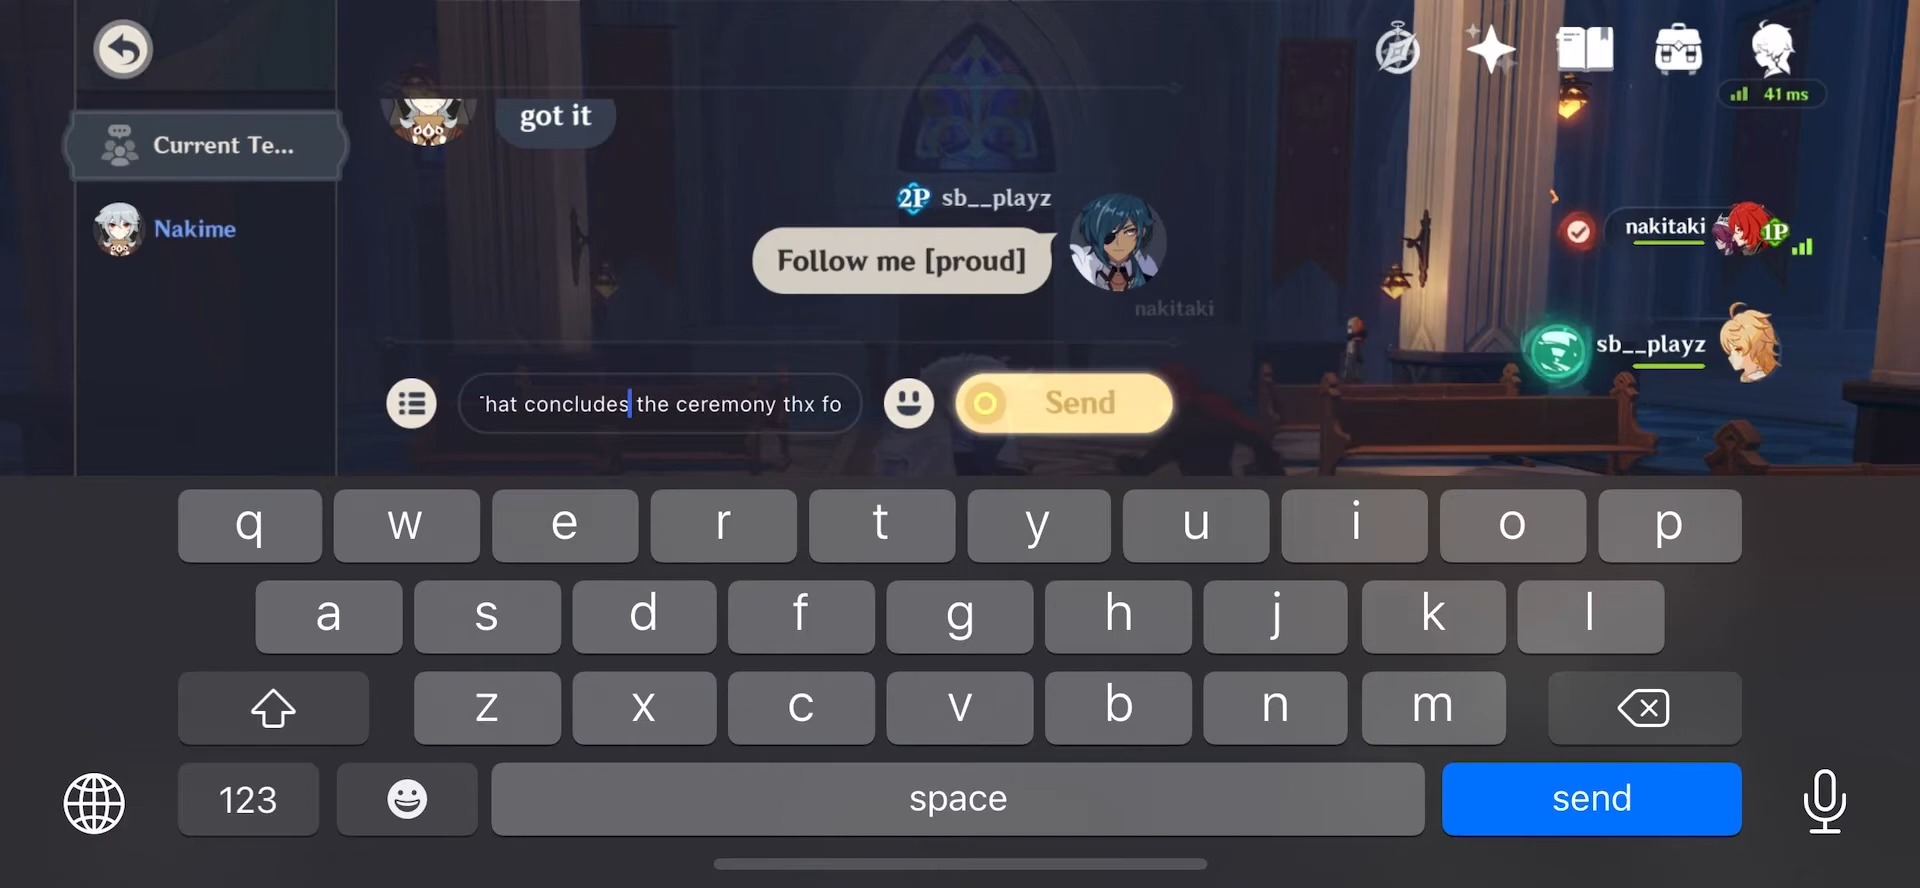 41 ms
got it
Current Te...
2P sb__playz
Nakime
nakitaki 1P
Follow me [proud]
nakitaki
sb__playz
hat concludes the ceremony thx fo
Send
q w e r t y u i o p
a s d f g h j k l
z x c v b n m
123 space send